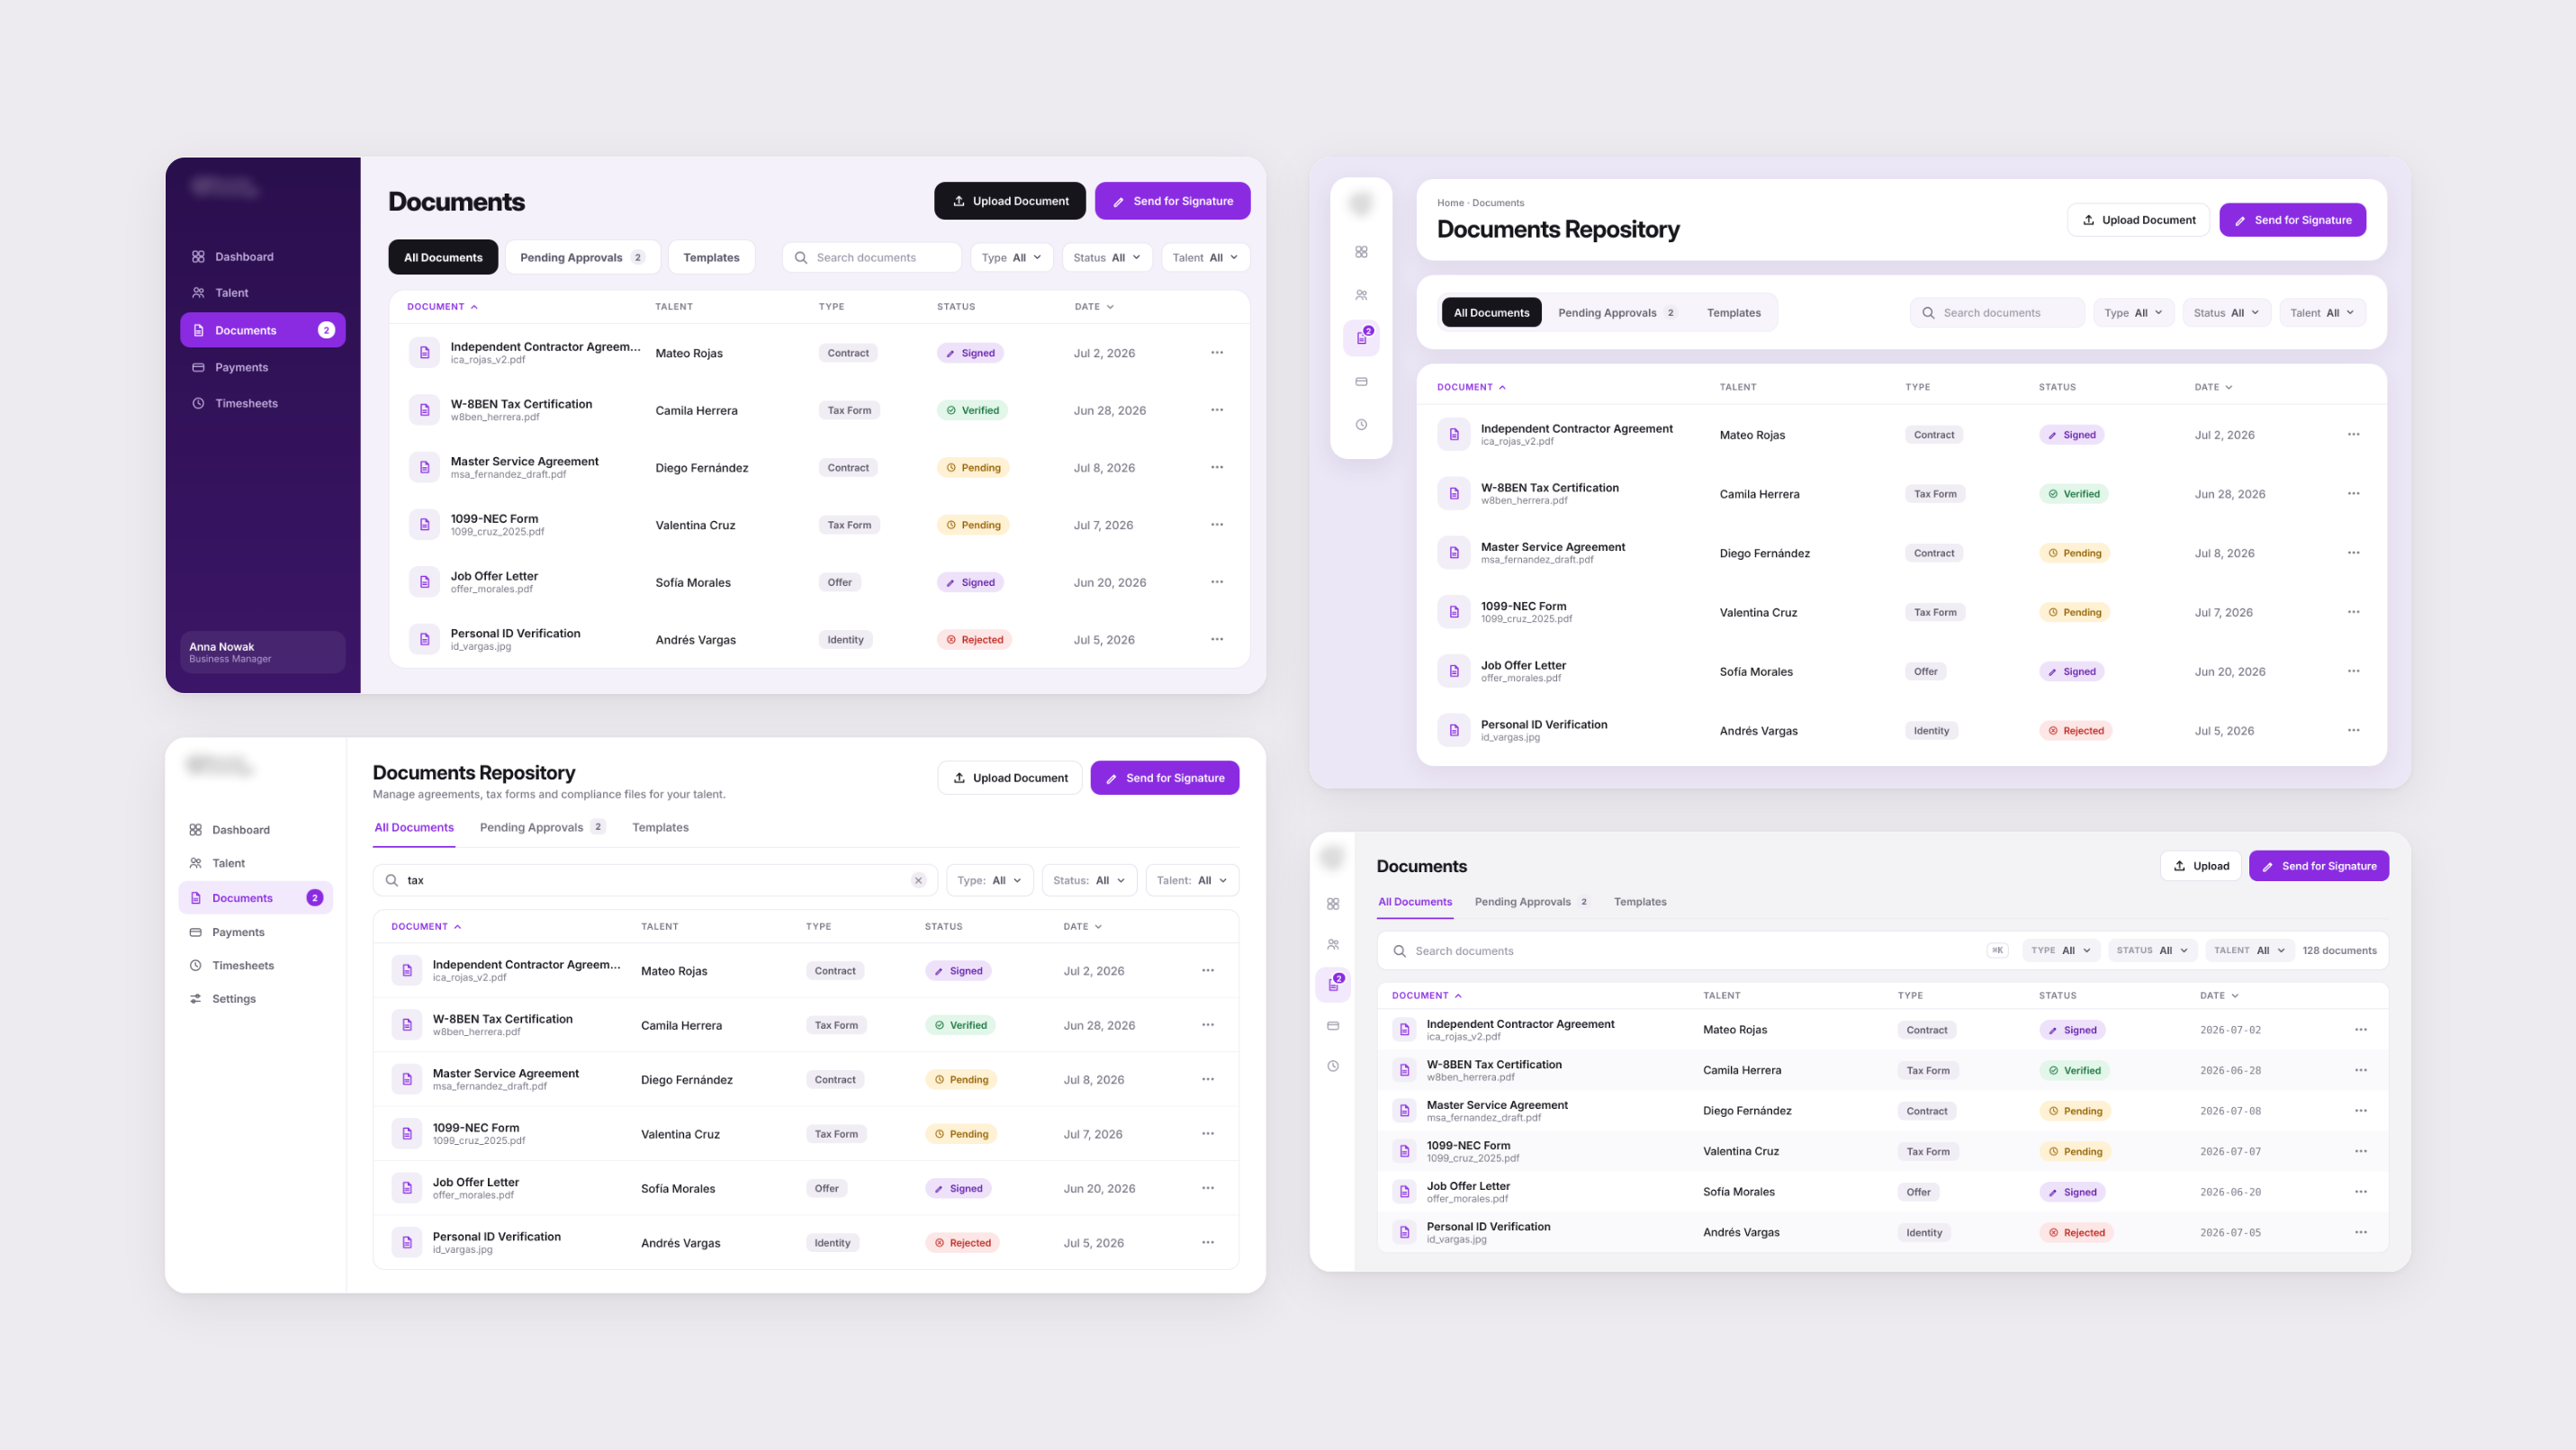 Documents
Upload Document
Send for Signature
Dashboard
Talent
Documents 2
Payments
Timesheets
Anna Nowak
Business Manager
All Documents
Pending Approvals 2
Templates
Search documents
Type All
Status All
Talent All
DOCUMENT TALENT TYPE STATUS DATE
Independent Contractor Agreem... Mateo Rojas Contract Signed Jul 2, 2026
ica_rojas_v2.pdf
W-8BEN Tax Certification Camila Herrera Tax Form Verified Jun 28, 2026
w8ben_herrera.pdf
Master Service Agreement Diego Fernández Contract Pending Jul 8, 2026
msa_fernandez_draft.pdf
1099-NEC Form Valentina Cruz Tax Form Pending Jul 7, 2026
1099_cruz_2025.pdf
Job Offer Letter Sofía Morales Offer Signed Jun 20, 2026
offer_morales.pdf
Personal ID Verification Andrés Vargas Identity Rejected Jul 5, 2026
id_vargas.jpg
Home · Documents
Documents Repository
Upload Document
Send for Signature
2
All Documents
Pending Approvals 2
Templates
Search documents
Type All
Status All
Talent All
DOCUMENT TALENT TYPE STATUS DATE
Independent Contractor Agreement Mateo Rojas Contract Signed Jul 2, 2026
ica_rojas_v2.pdf
W-8BEN Tax Certification Camila Herrera Tax Form Verified Jun 28, 2026
w8ben_herrera.pdf
Master Service Agreement Diego Fernández Contract Pending Jul 8, 2026
msa_fernandez_draft.pdf
1099-NEC Form Valentina Cruz Tax Form Pending Jul 7, 2026
1099_cruz_2025.pdf
Job Offer Letter Sofía Morales Offer Signed Jun 20, 2026
offer_morales.pdf
Personal ID Verification Andrés Vargas Identity Rejected Jul 5, 2026
id_vargas.jpg
Documents Repository
Manage agreements, tax forms and compliance files for your talent.
Upload Document
Send for Signature
Dashboard
Talent
Documents 2
Payments
Timesheets
Settings
All Documents
Pending Approvals 2
Templates
tax
Type: All
Status: All
Talent: All
DOCUMENT TALENT TYPE STATUS DATE
Independent Contractor Agreem... Mateo Rojas Contract Signed Jul 2, 2026
ica_rojas_v2.pdf
W-8BEN Tax Certification Camila Herrera Tax Form Verified Jun 28, 2026
w8ben_herrera.pdf
Master Service Agreement Diego Fernández Contract Pending Jul 8, 2026
msa_fernandez_draft.pdf
1099-NEC Form Valentina Cruz Tax Form Pending Jul 7, 2026
1099_cruz_2025.pdf
Job Offer Letter Sofía Morales Offer Signed Jun 20, 2026
offer_morales.pdf
Personal ID Verification Andrés Vargas Identity Rejected Jul 5, 2026
id_vargas.jpg
Documents
Upload
Send for Signature
2
All Documents
Pending Approvals 2
Templates
Search documents
⌘K
TYPE All
STATUS All
TALENT All
128 documents
DOCUMENT TALENT TYPE STATUS DATE
Independent Contractor Agreement Mateo Rojas Contract Signed 2026-07-02
ica_rojas_v2.pdf
W-8BEN Tax Certification Camila Herrera Tax Form Verified 2026-06-28
w8ben_herrera.pdf
Master Service Agreement Diego Fernández Contract Pending 2026-07-08
msa_fernandez_draft.pdf
1099-NEC Form Valentina Cruz Tax Form Pending 2026-07-07
1099_cruz_2025.pdf
Job Offer Letter Sofía Morales Offer Signed 2026-06-20
offer_morales.pdf
Personal ID Verification Andrés Vargas Identity Rejected 2026-07-05
id_vargas.jpg